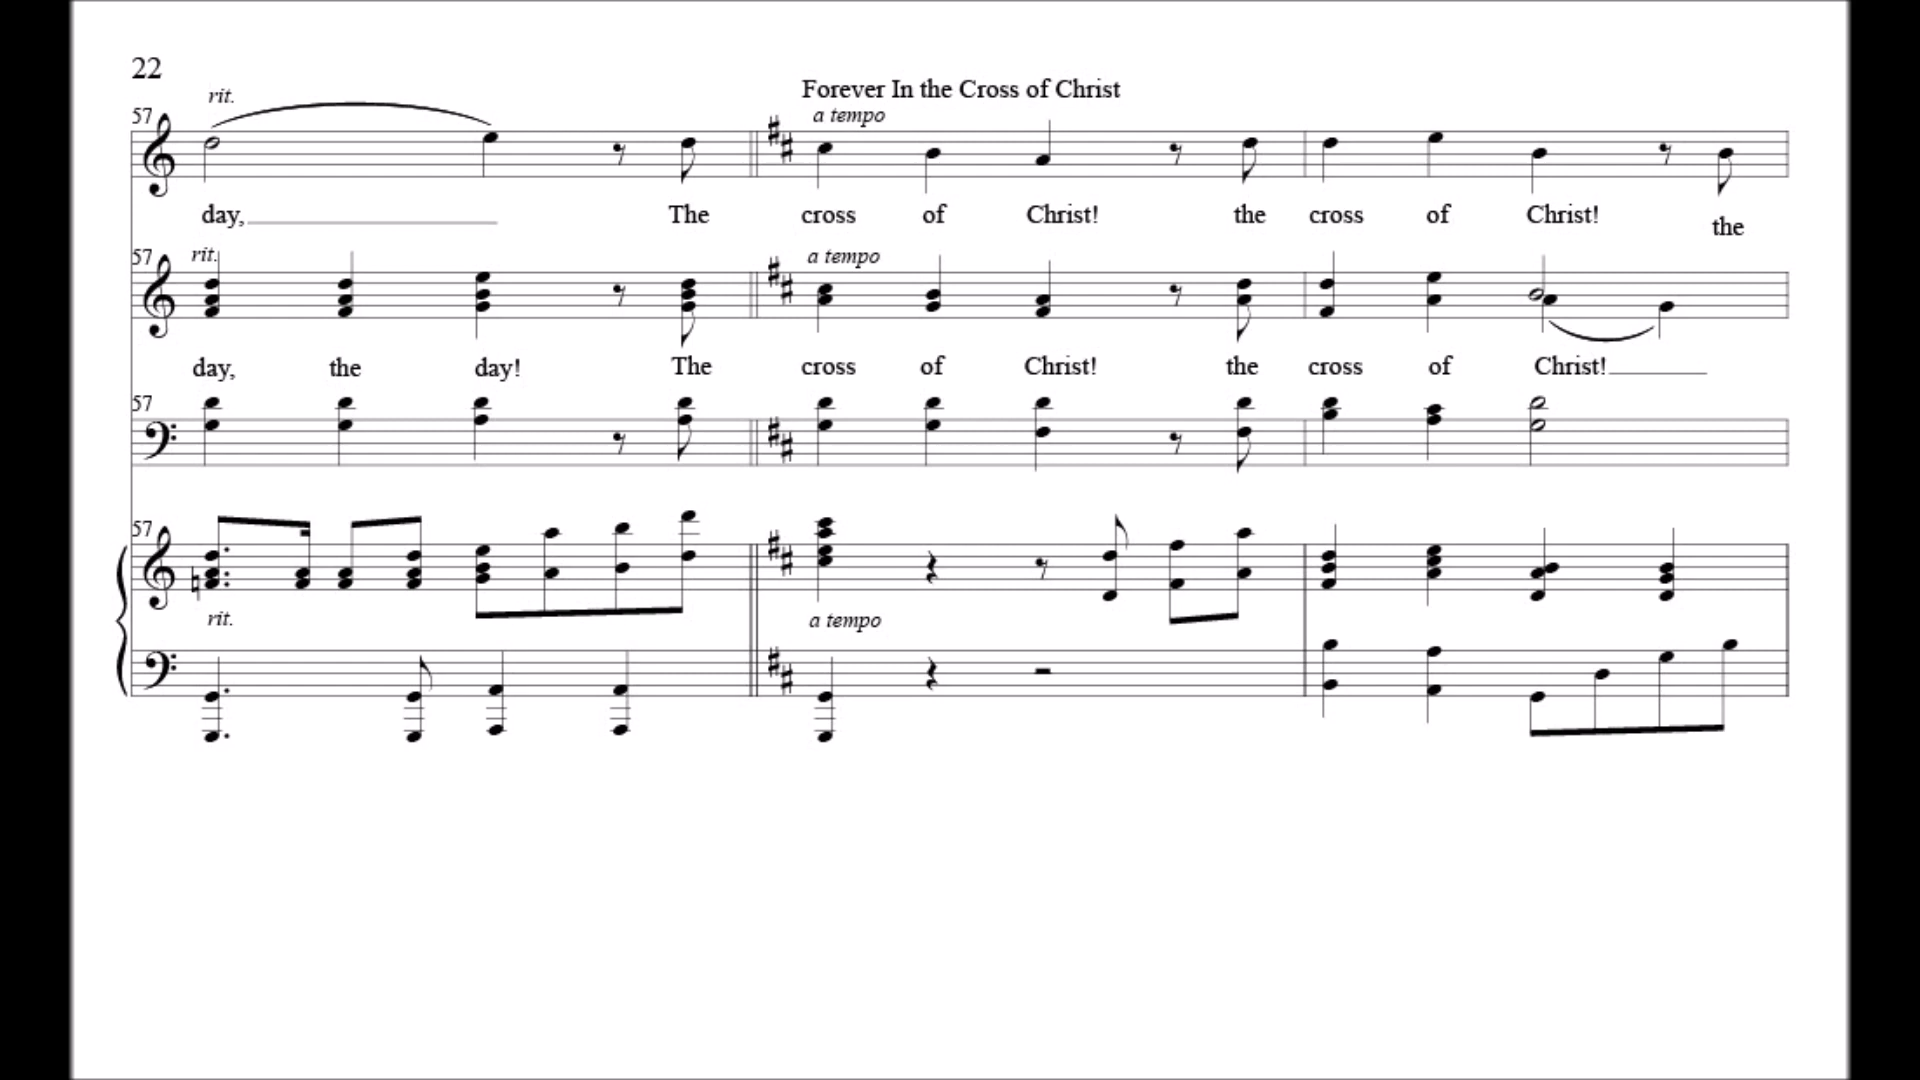 22
Forever In the Cross of Christ
rit.
a tempo
57
day, The cross of Christ! the cross of Christ! the
57
rit.
a tempo
day, the day! The cross of Christ! the cross of Christ!
57
57
rit.
a tempo